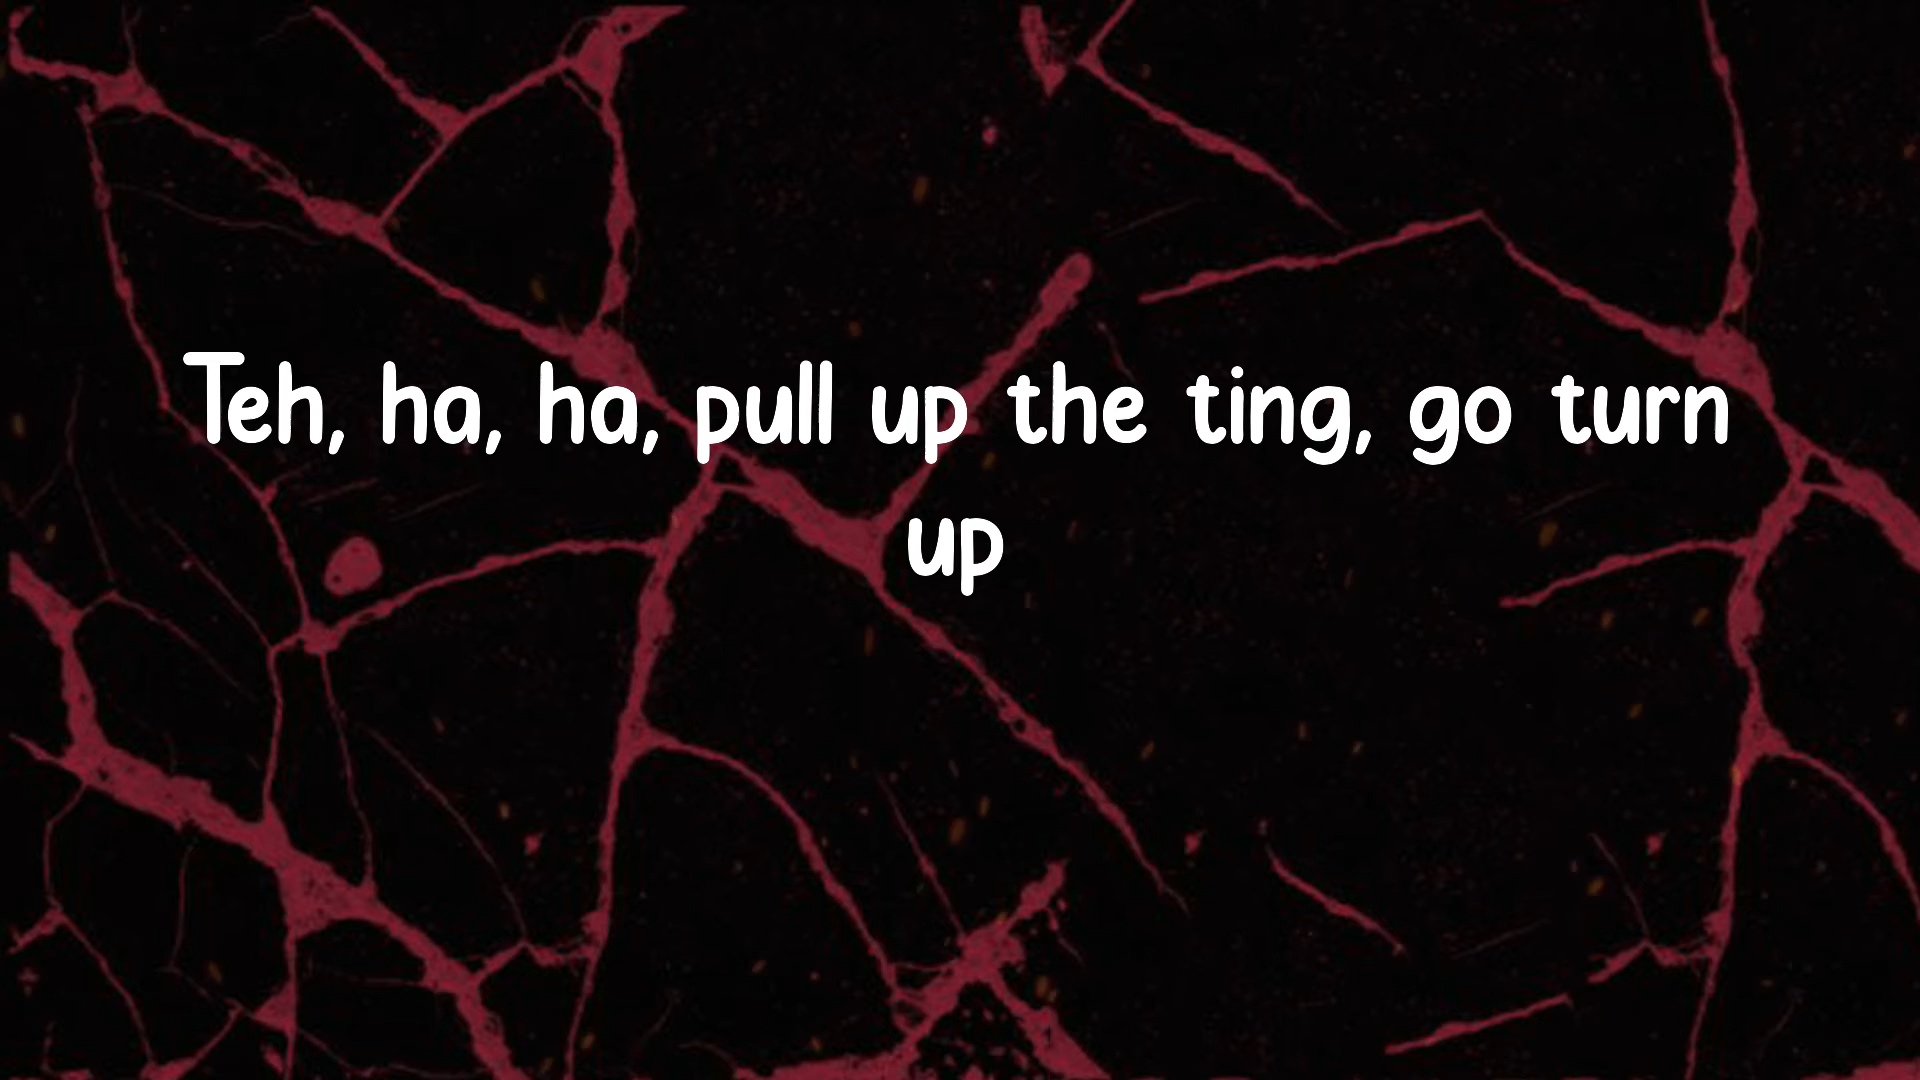 Teh, ha, ha, pull up the ting, go turn
up